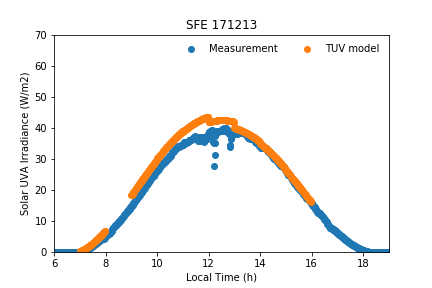 SFE 171213
Measurement TUV model
Solar UVA Irradiance (W/m2)
70
60
50
40
30
20
10
0
6 8 10 12 14 16 18
Local Time (h)